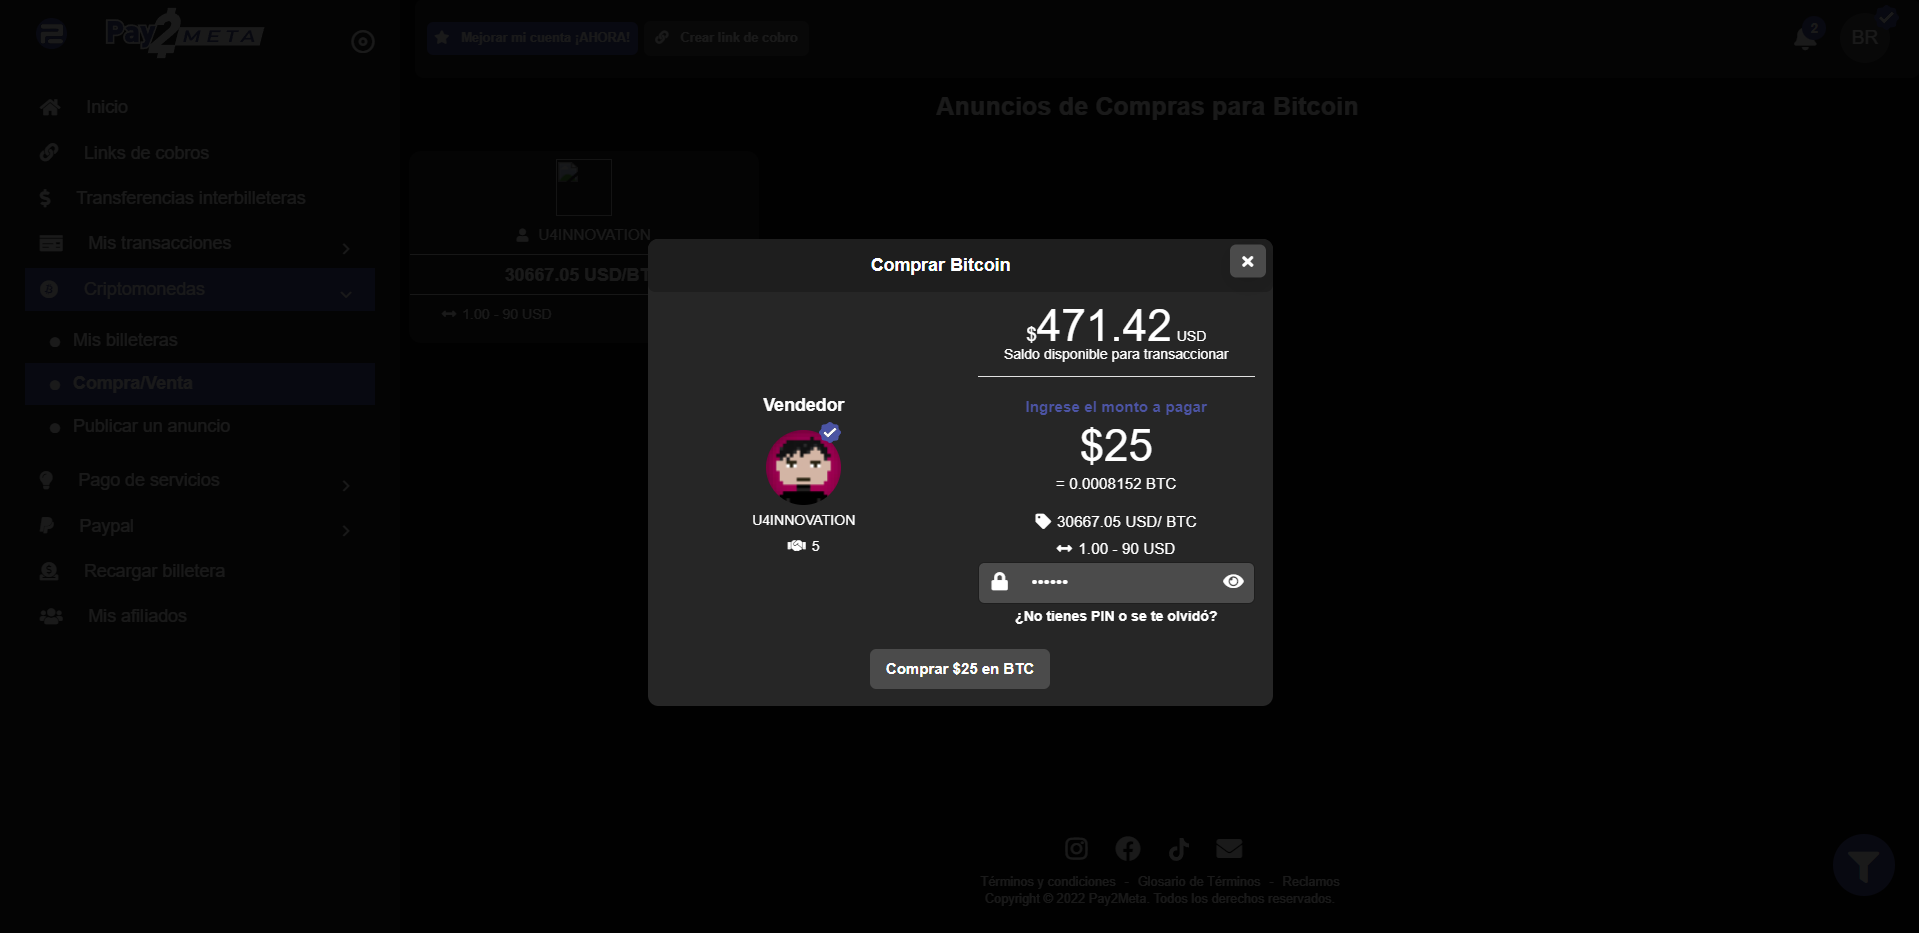 Pay2META
Mejorar mi cuenta ¡AHORA!
Crear link de cobro
2
BR
Inicio
Links de cobros
Transferencias interbilleteras
Mis transacciones
Criptomonedas
Mis billeteras
Compra/Venta
Publicar un anuncio
Pago de servicios
Paypal
Recargar billetera
Mis afiliados
Anuncios de Compras para Bitcoin
U4INNOVATION
30667.05 USD/BT
1.00 - 90 USD
Comprar Bitcoin
$471.42 USD
Saldo disponible para transaccionar
Vendedor
U4INNOVATION
5
Ingrese el monto a pagar
$25
= 0.0008152 BTC
30667.05 USD/ BTC
1.00 - 90 USD
••••••
¿No tienes PIN o se te olvidó?
Comprar $25 en BTC
Términos y condiciones - Glosario de Términos - Reclamos
Copyright © 2022 Pay2Meta. Todos los derechos reservados.